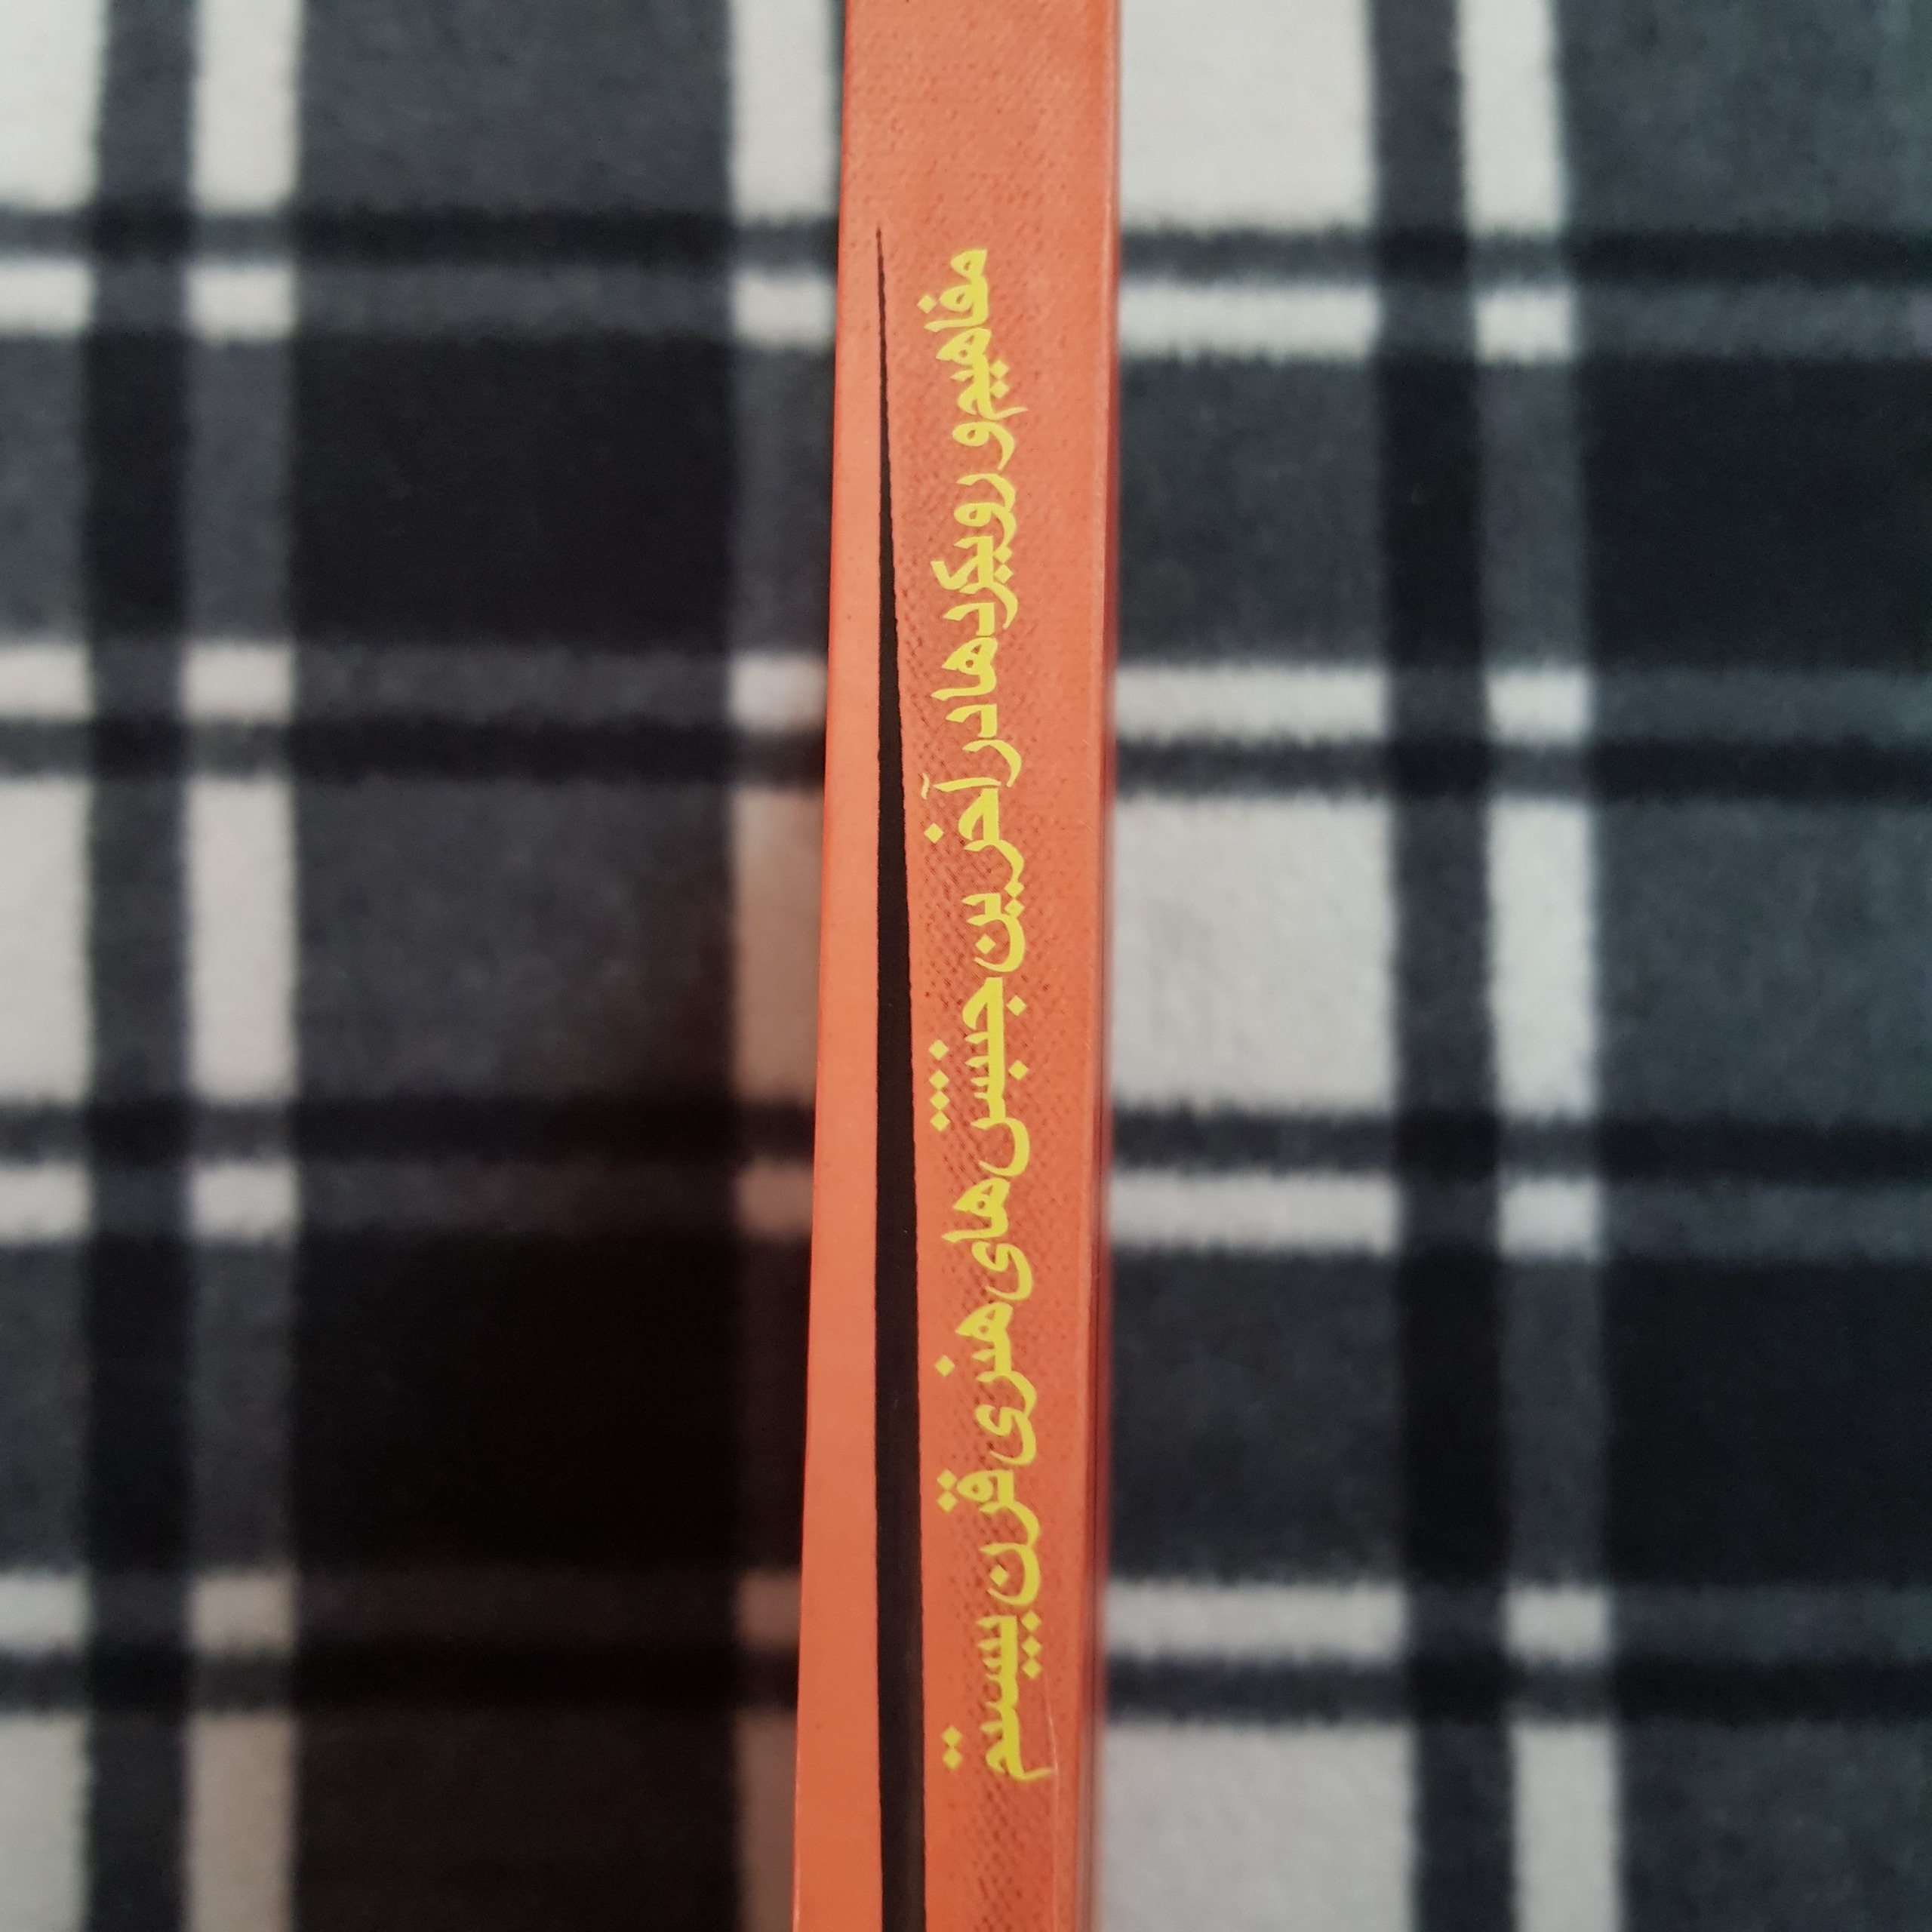 مفاهیم و رویکردها در آخرین جنبش‌های هنری قرن بیستم